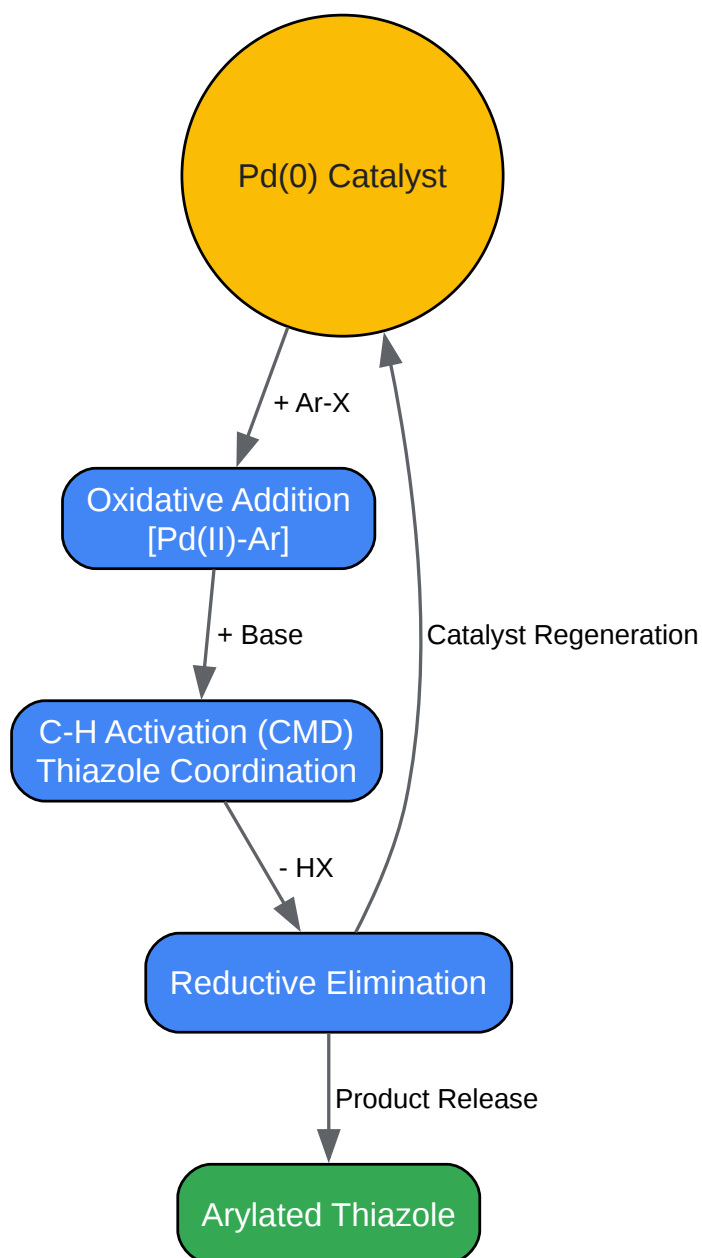 Pd(0) Catalyst
+ Ar-X
Oxidative Addition
[Pd(II)-Ar]
+ Base
Catalyst Regeneration
C-H Activation (CMD)
Thiazole Coordination
- HX
Reductive Elimination
Product Release
Arylated Thiazole